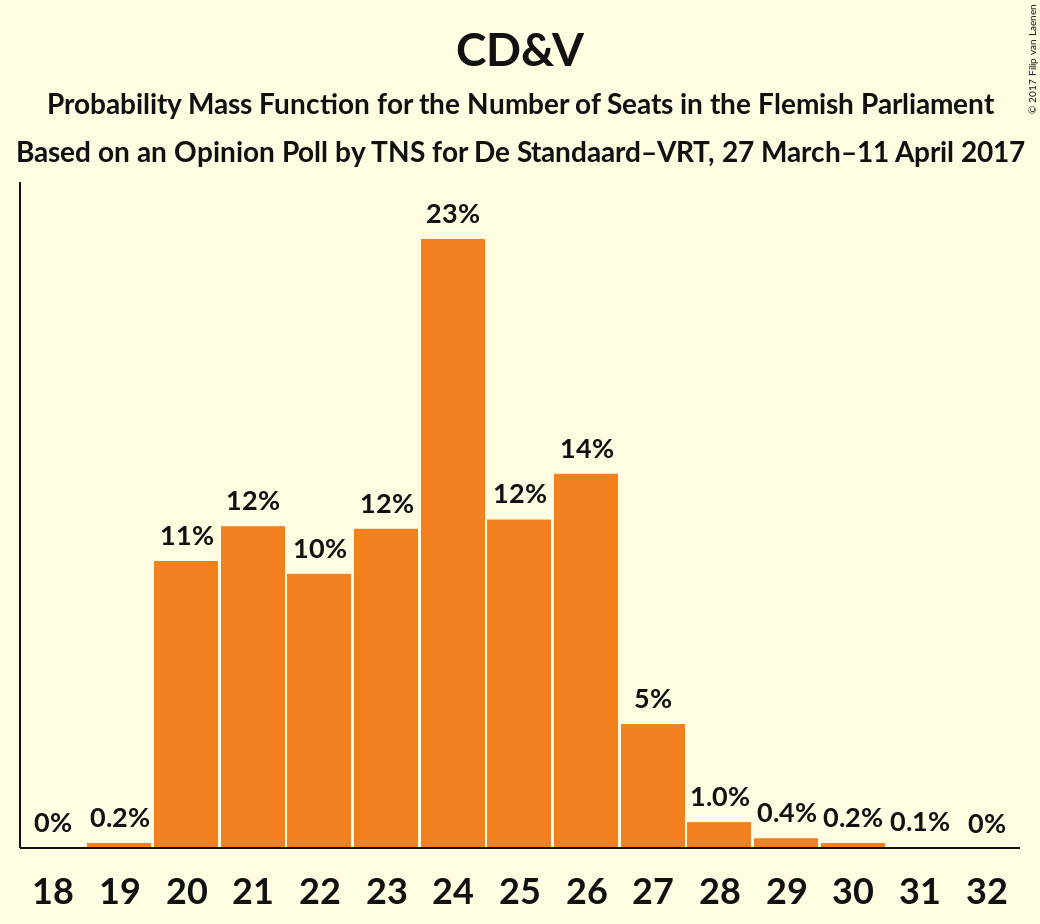 CD&V
Probability Mass Function for the Number of Seats in the Flemish Parliament
Based on an Opinion Poll by TNS for De Standaard–VRT, 27 March–11 April 2017
© 2017 Filip van Laenen
0% 0.2% 11% 12% 10% 12% 23% 12% 14% 5% 1.0% 0.4% 0.2% 0.1% 0%
18 19 20 21 22 23 24 25 26 27 28 29 30 31 32